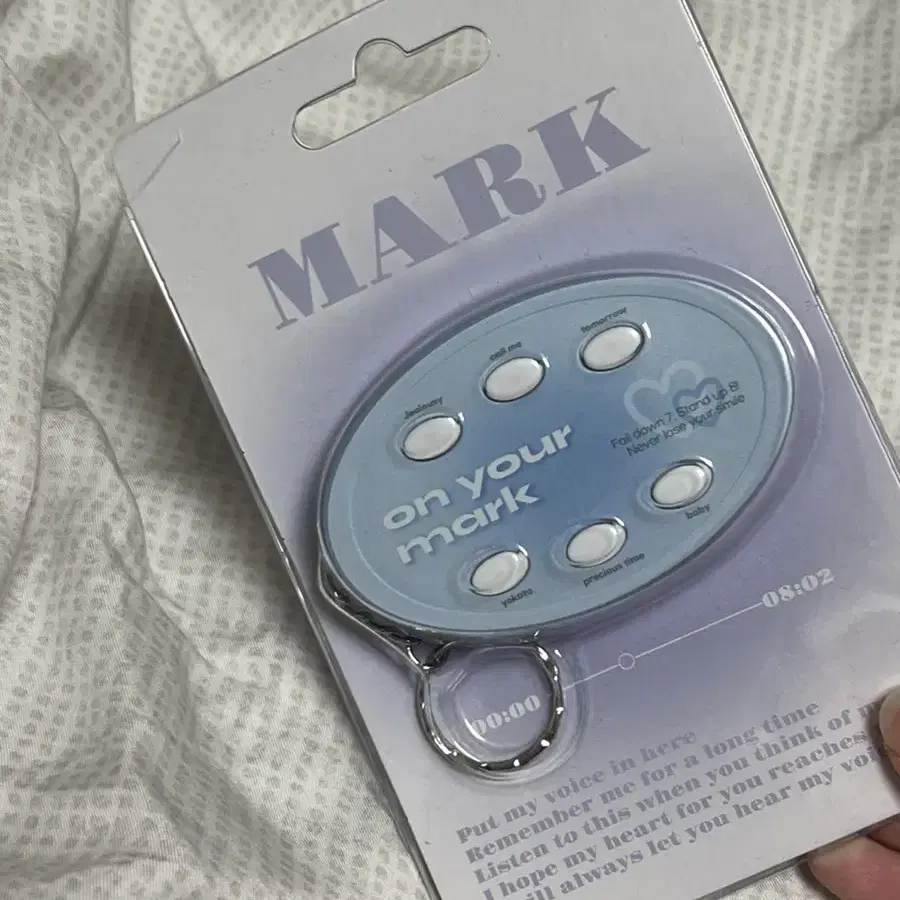 MARK
jealousy
call me
tomorrow
Fall down 7. Stand up 8!
Never lose your smile
on your
mark
yakozu
precious time
baby
00:00
08:02
Put my voice in here
Remember me for a long time
Listen to this when you think of
I hope my heart for you reaches
will always let you hear my